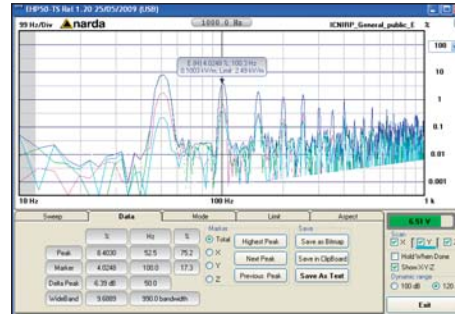 EHP50-TS Rel 1.20 25/05/2009 (USB)
99 Hz/Div narda 1000.0 Hz ICNIRP_General_public_E %
100
10
1
0.1
0.01
0.001
10 Hz 100 Hz 1 k
Sweep Data Mode Limit Aspect
% Hz %
Peak 8.4030 52.5 75.2
Marker 4.0248 100.0 17.3
Delta Peak 6.39 dB 50.0
WideBand 9.6889 990.0 bandwidth
Marker
Total
X
Y
Z
Highest Peak
Next Peak
Previous Peak
Save
Save as Bitmap
Save in ClipBoard
Save As Text
6.51 V
Scan
X Y Z
Hold When Done
Show X-Y-Z
Dynamic range
100 dB 120
Exit